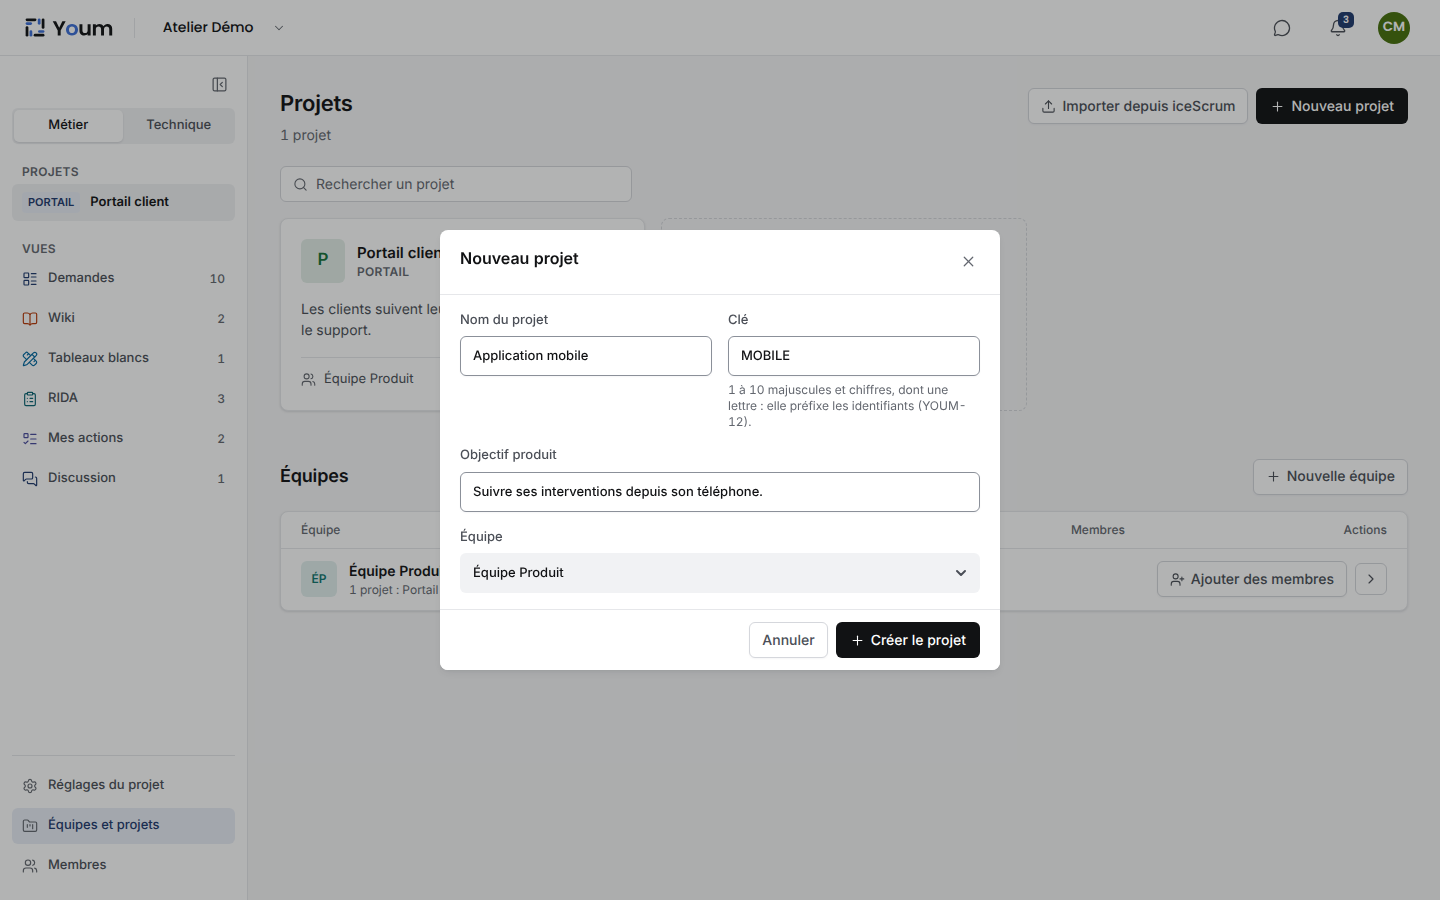 Youm
Atelier Démo
3
CM
Métier
Technique
PROJETS
PORTAIL
Portail client
VUES
Demandes
10
Wiki
2
Tableaux blancs
1
RIDA
3
Mes actions
2
Discussion
1
Réglages du projet
Équipes et projets
Membres
Projets
1 projet
Importer depuis iceScrum
Nouveau projet
Rechercher un projet
P
Portail clien
PORTAIL
Les clients suivent
le support.
Équipe Produit
Équipes
Nouvelle équipe
Équipe
Membres
Actions
ÉP
Équipe Produ
1 projet : Portail
Ajouter des membres
Nouveau projet
Nom du projet
Application mobile
Clé
MOBILE
1 à 10 majuscules et chiffres, dont une
lettre : elle préfixe les identifiants (YOUM-
12).
Objectif produit
Suivre ses interventions depuis son téléphone.
Équipe
Équipe Produit
Annuler
Créer le projet